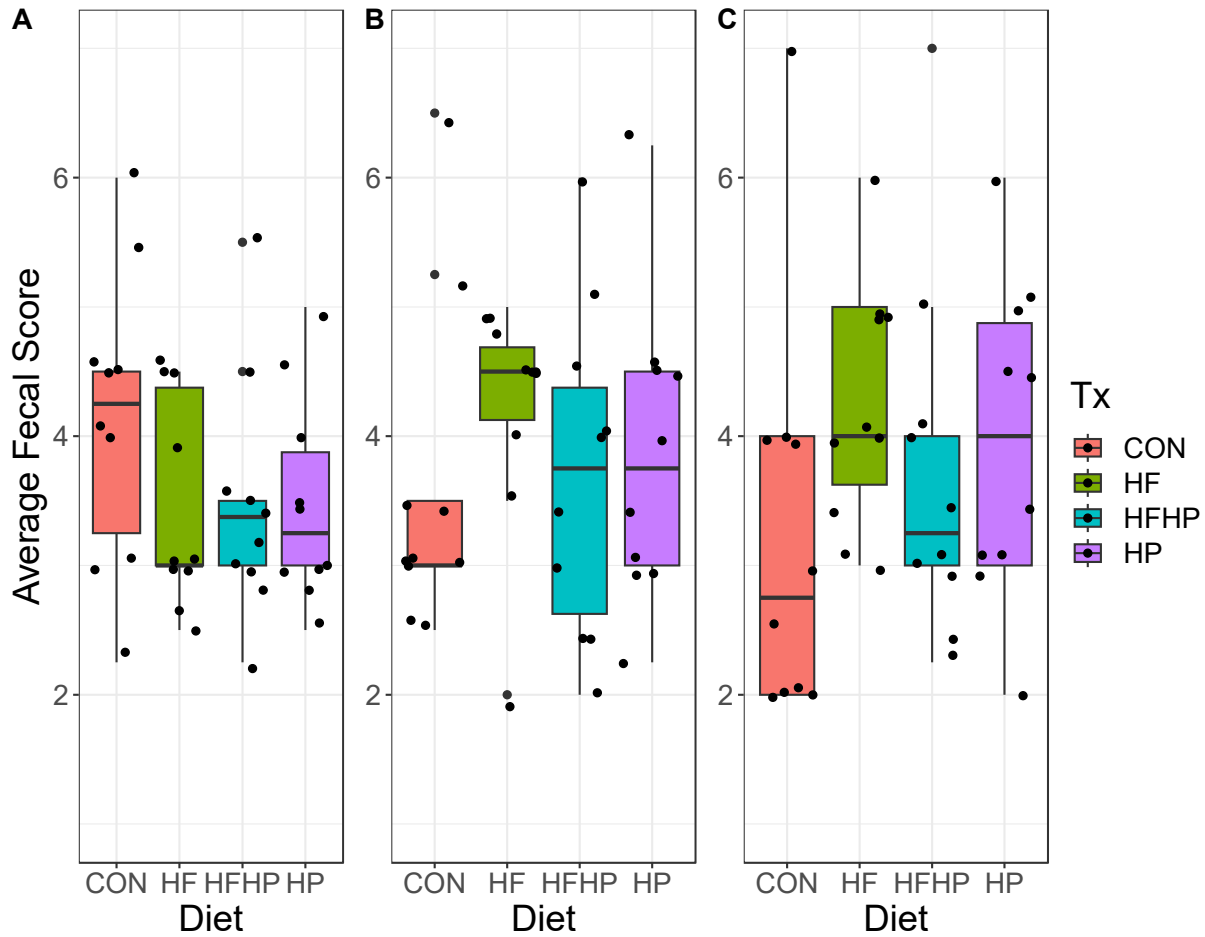 A
B
C
Average Fecal Score
6
4
2
6
4
2
6
4
2
CON HF HFHP HP
CON HF HFHP HP
CON HF HFHP HP
Diet
Diet
Diet
Tx
CON
HF
HFHP
HP